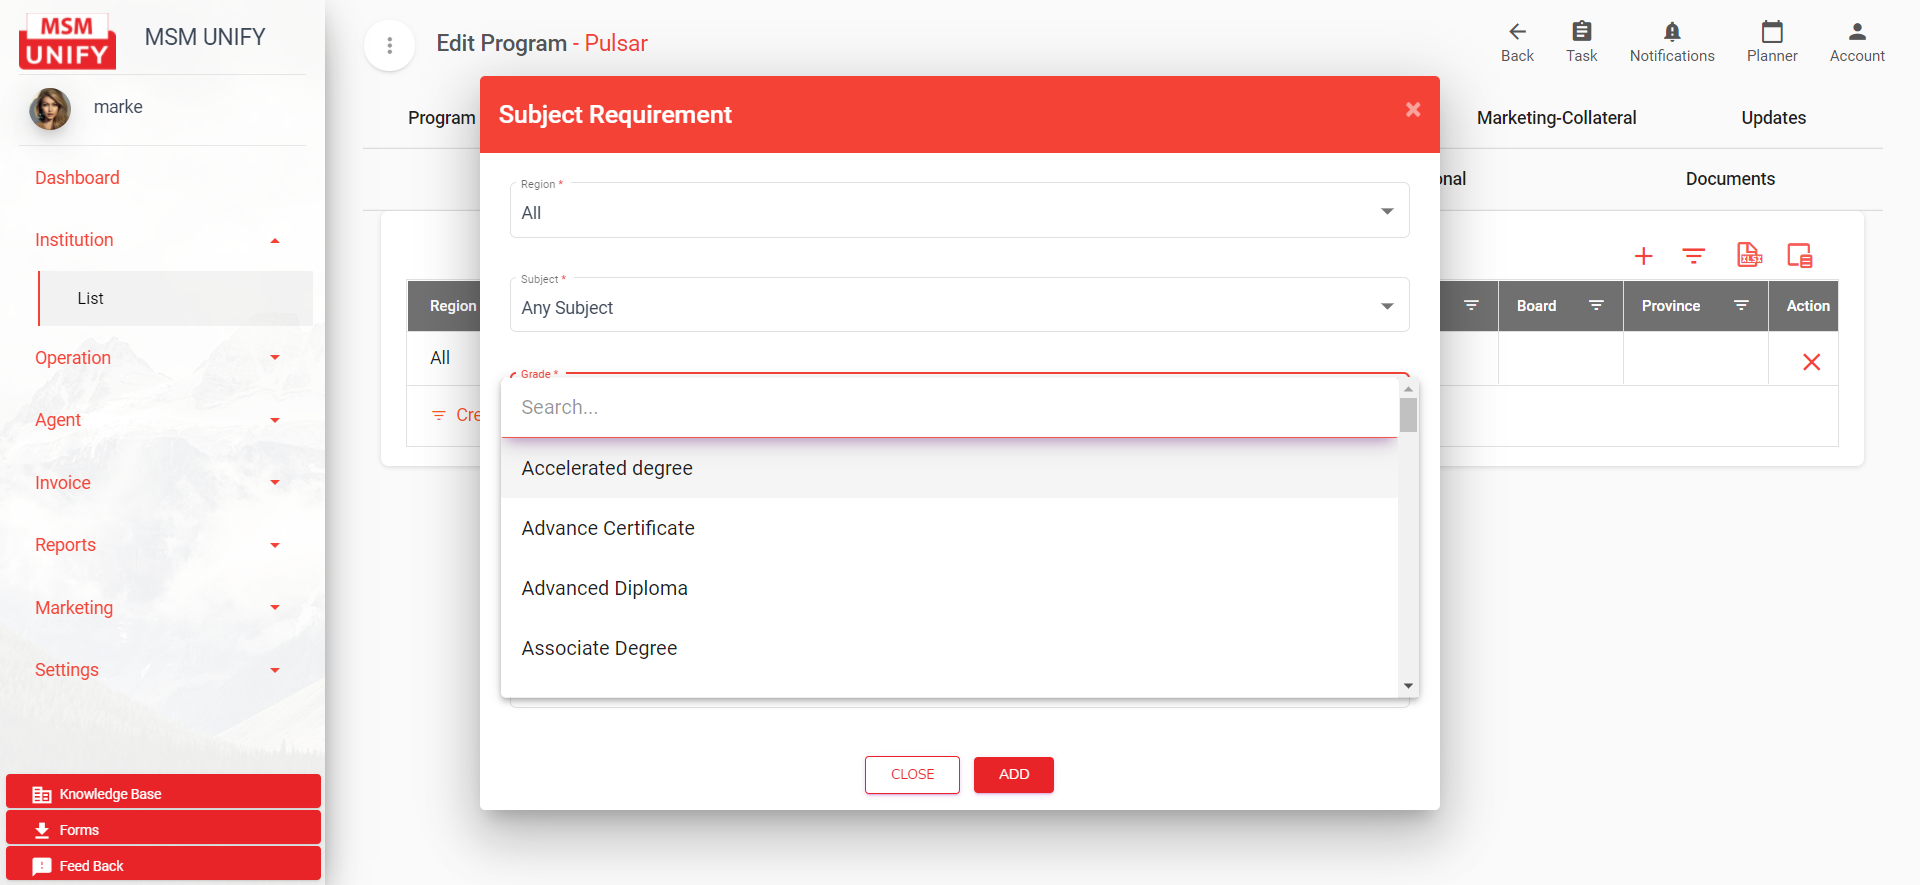 MSM
UNIFY
MSM UNIFY
marke
Dashboard
Institution
List
Operation
Agent
Invoice
Reports
Marketing
Settings
Knowledge Base
Forms
Feed Back
Edit Program - Pulsar
Back
Task
Notifications
Planner
Account
Program
Marketing-Collateral
Updates
Documents
XLSX
Region
Board
Province
Action
All
Cre
Subject Requirement
×
Region *
All
Subject *
Any Subject
Grade *
Search...
Accelerated degree
Advance Certificate
Advanced Diploma
Associate Degree
CLOSE
ADD